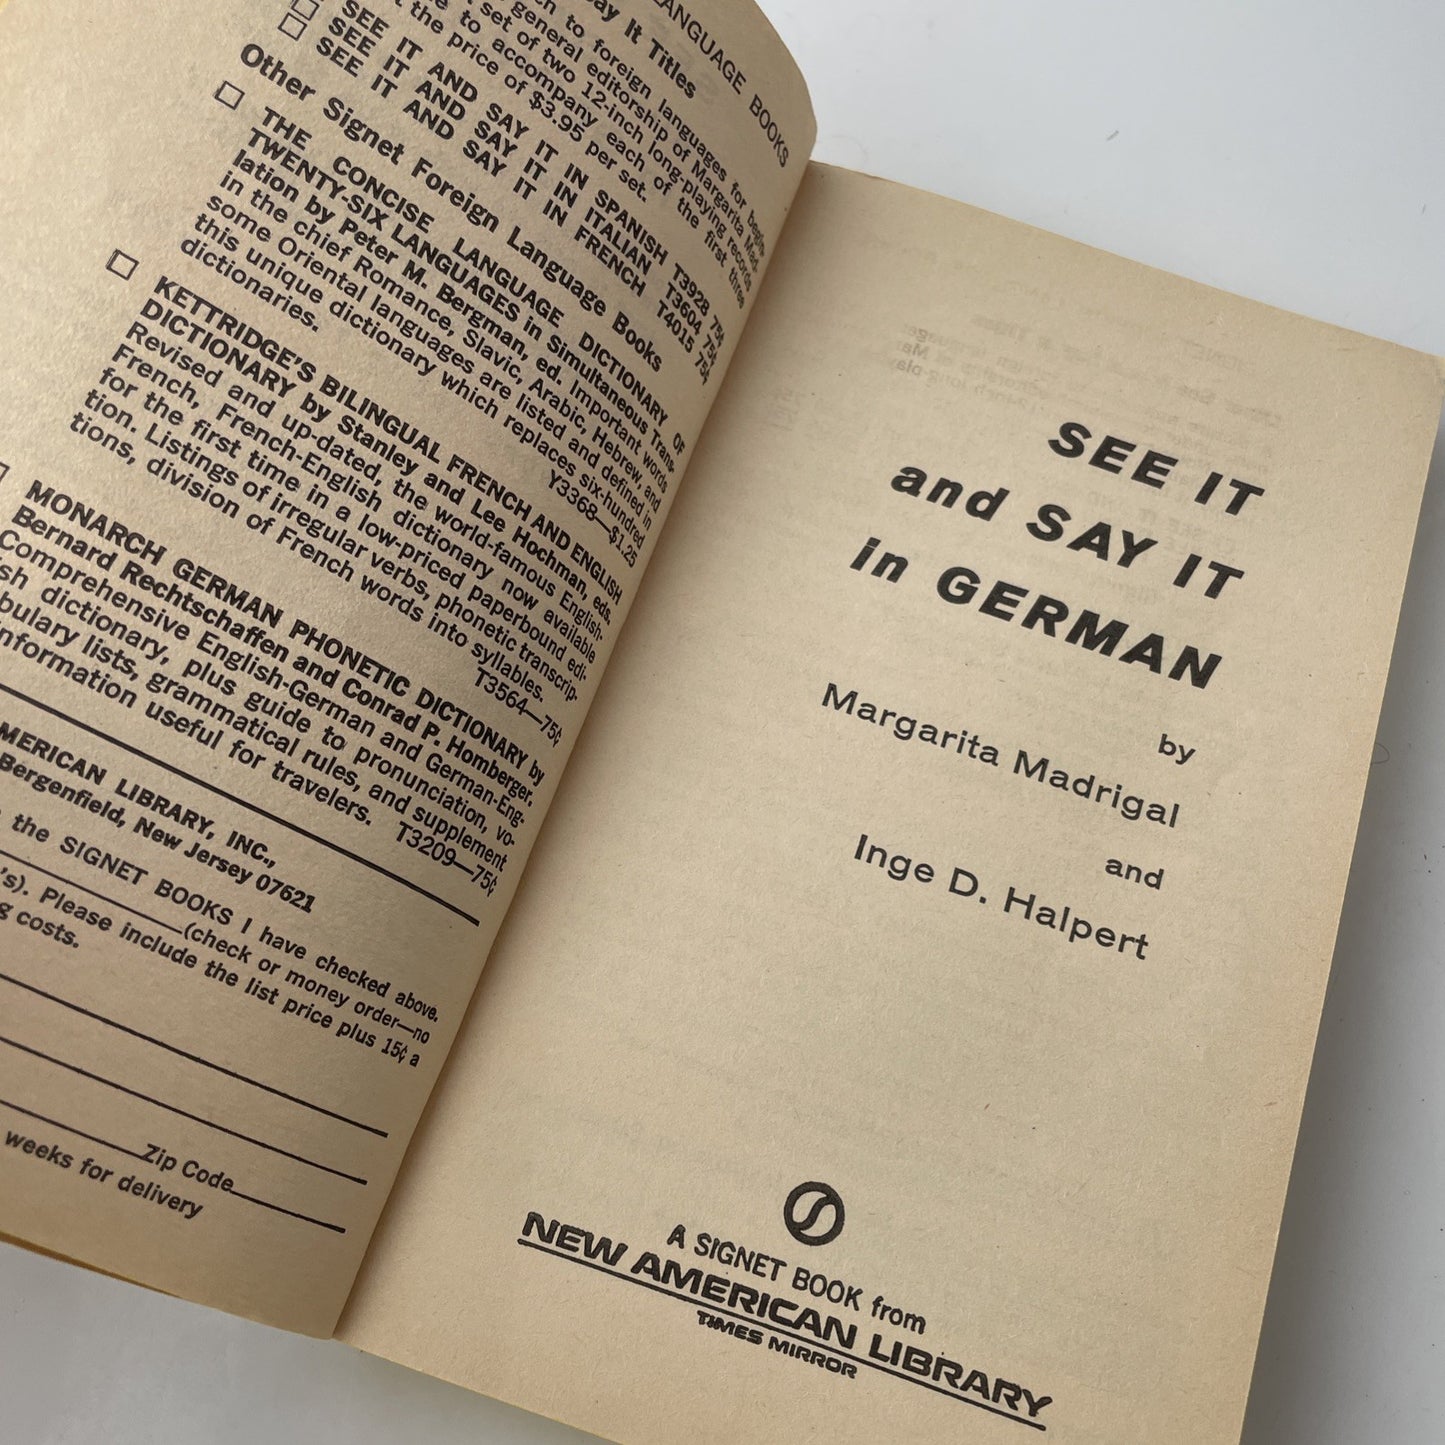 LANGUAGE BOOKS
Say It Titles
ch to foreign languages for begin-
general editorship of Margarita Mad-
set of two 12-inch long-playing records
to accompany each of the first three
the price of $3.95 per set.
SEE IT AND SAY IT IN SPANISH T3928 75¢
SEE IT AND SAY IT IN ITALIAN T3604 75¢
SEE IT AND SAY IT IN FRENCH T4015 75¢
Other Signet Foreign Language Books
THE CONCISE LANGUAGE DICTIONARY OF
TWENTY-SIX LANGUAGES in Simultaneous Trans-
lation by Peter M. Bergman, ed. Important words
in the chief Romance, Slavic, Arabic, Hebrew, and
some Oriental languages are listed and defined in
this unique dictionary which replaces six-hundred
dictionaries. Y3368—$1.25
KETTRIDGE'S BILINGUAL FRENCH AND ENGLISH
DICTIONARY by Stanley and Lee Hochman, eds.
Revised and up-dated, the world-famous English-
French, French-English dictionary now available
for the first time in a low-priced paperbound edi-
tion. Listings of irregular verbs, phonetic transcrip-
tions, division of French words into syllables.
T3564—75¢
MONARCH GERMAN PHONETIC DICTIONARY by
Bernard Rechtschaffen and Conrad P. Homberger.
Comprehensive English-German and German-Eng-
ish dictionary, plus guide to pronunciation, vo-
bulary lists, grammatical rules, and supplement
nformation useful for travelers. T3209—75¢
MERICAN LIBRARY, INC.,
Bergenfield, New Jersey 07621
the SIGNET BOOKS I have checked above.
(check or money order—no
's). Please include the list price plus 15¢ a
g costs.
Zip Code
weeks for delivery
SEE IT
and SAY IT
in GERMAN
by
Margarita Madrigal
and
Inge D. Halpert
A SIGNET BOOK from
NEW AMERICAN LIBRARY
TIMES MIRROR